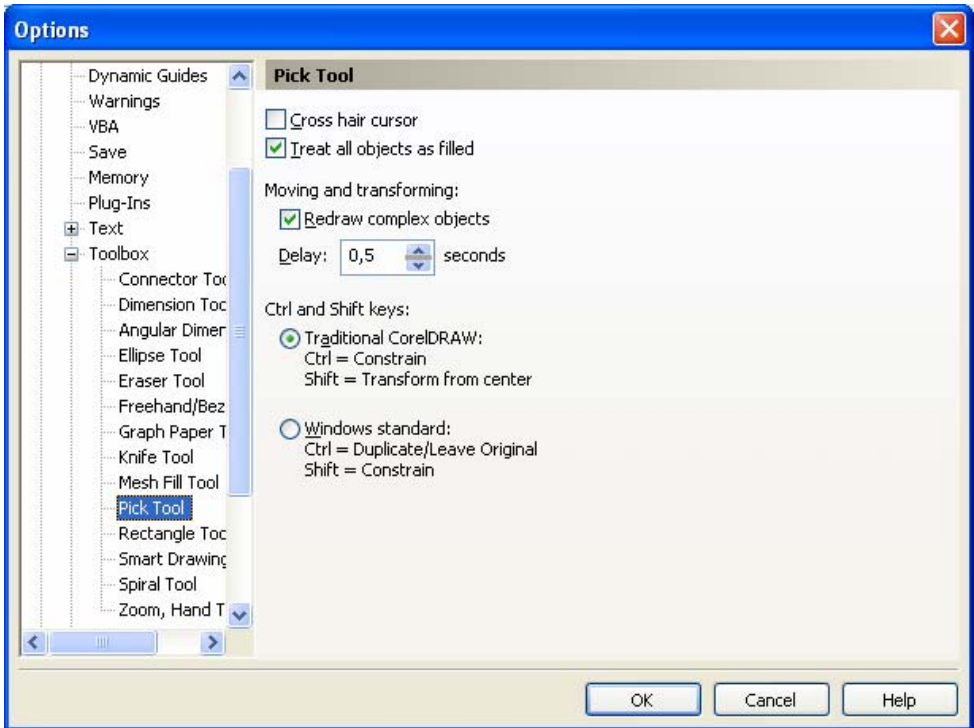 Options
Dynamic Guides
Warnings
VBA
Save
Memory
Plug-Ins
Text
Toolbox
Connector Too
Dimension Toc
Angular Dimer
Ellipse Tool
Eraser Tool
Freehand/Bez
Graph Paper T
Knife Tool
Mesh Fill Tool
Pick Tool
Rectangle Toc
Smart Drawing
Spiral Tool
Zoom, Hand T
Pick Tool
Cross hair cursor
Treat all objects as filled
Moving and transforming:
Redraw complex objects
Delay: 0,5 seconds
Ctrl and Shift keys:
Traditional CorelDRAW:
Ctrl = Constrain
Shift = Transform from center
Windows standard:
Ctrl = Duplicate/Leave Original
Shift = Constrain
OK Cancel Help